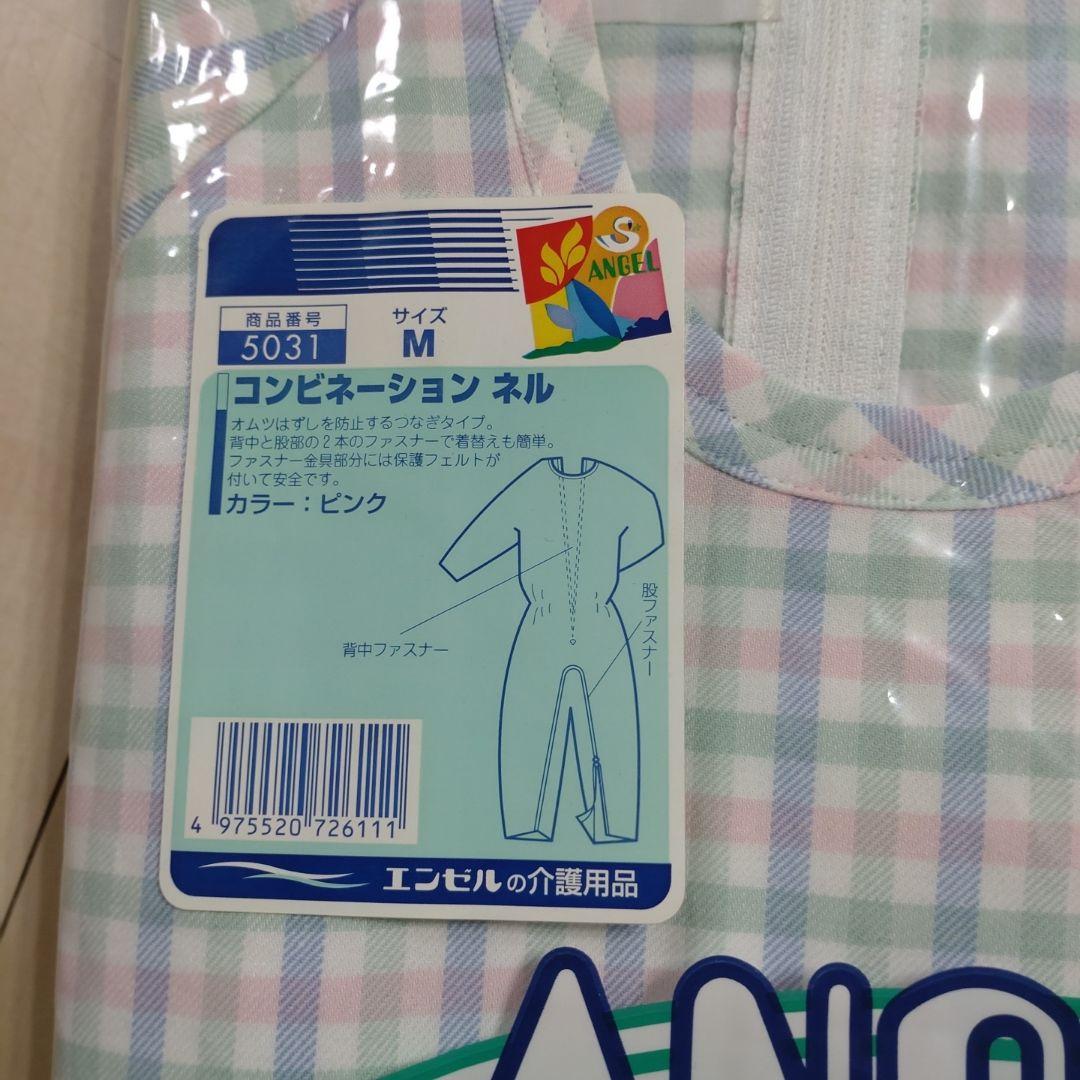 S
ANGEL
商品番号
5031
サイズ
M
コンビネーション ネル
オムツはずしを防止するつなぎタイプ。
背中と股部の2本のファスナーで着替えも簡単。
ファスナー金具部分には保護フェルトが
付いて安全です。
カラー：ピンク
股ファスナー
背中ファスナー
4 975520 726111
エンゼルの介護用品